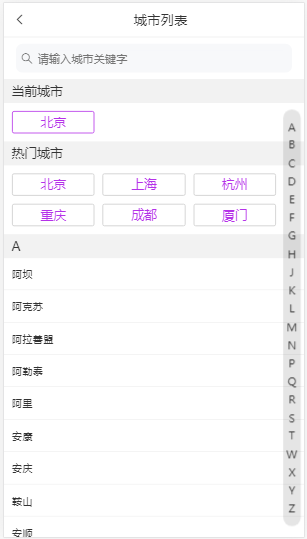 城市列表
请输入城市关键字
当前城市
北京
热门城市
北京 上海 杭州
重庆 成都 厦门
A
阿坝
阿克苏
阿拉善盟
阿勒泰
阿里
安康
安庆
鞍山
安顺
A
B
C
D
E
F
G
H
J
K
L
M
N
P
Q
R
S
T
W
X
Y
Z